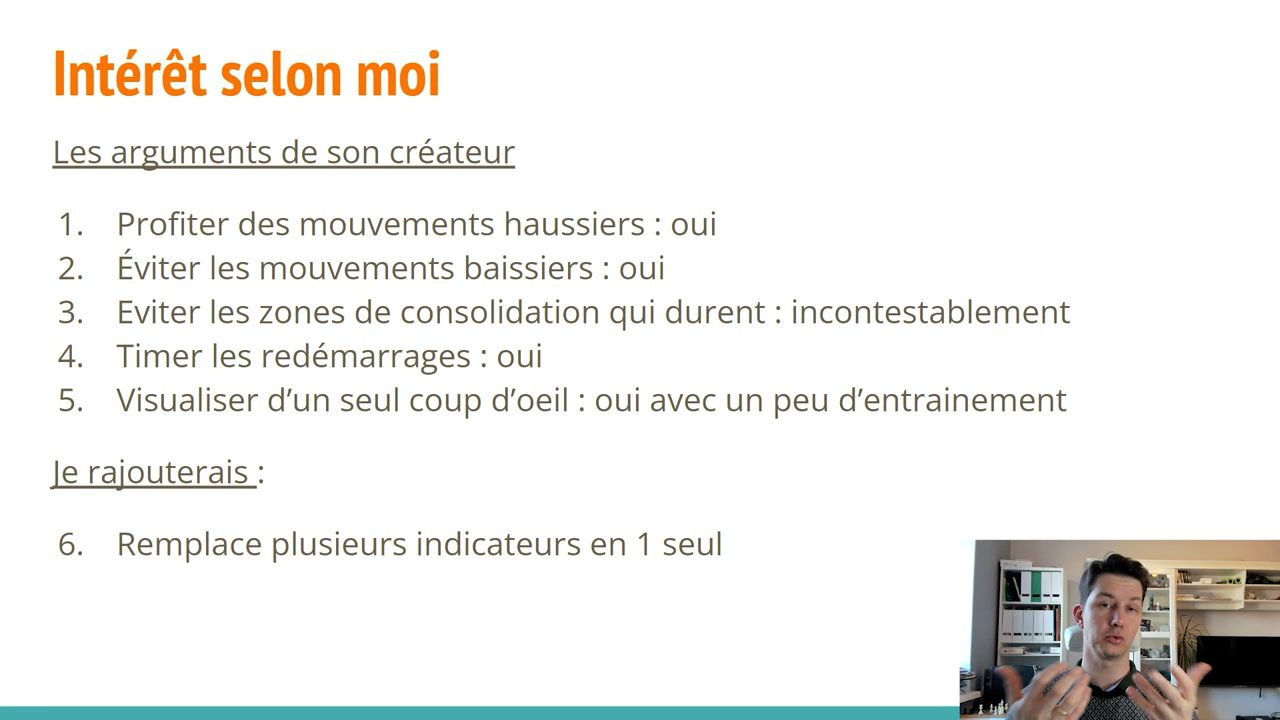 Intérêt selon moi
Les arguments de son créateur
1. Profiter des mouvements haussiers : oui
2. Éviter les mouvements baissiers : oui
3. Eviter les zones de consolidation qui durent : incontestablement
4. Timer les redémarrages : oui
5. Visualiser d’un seul coup d’oeil : oui avec un peu d’entrainement
Je rajouterais :
6. Remplace plusieurs indicateurs en 1 seul